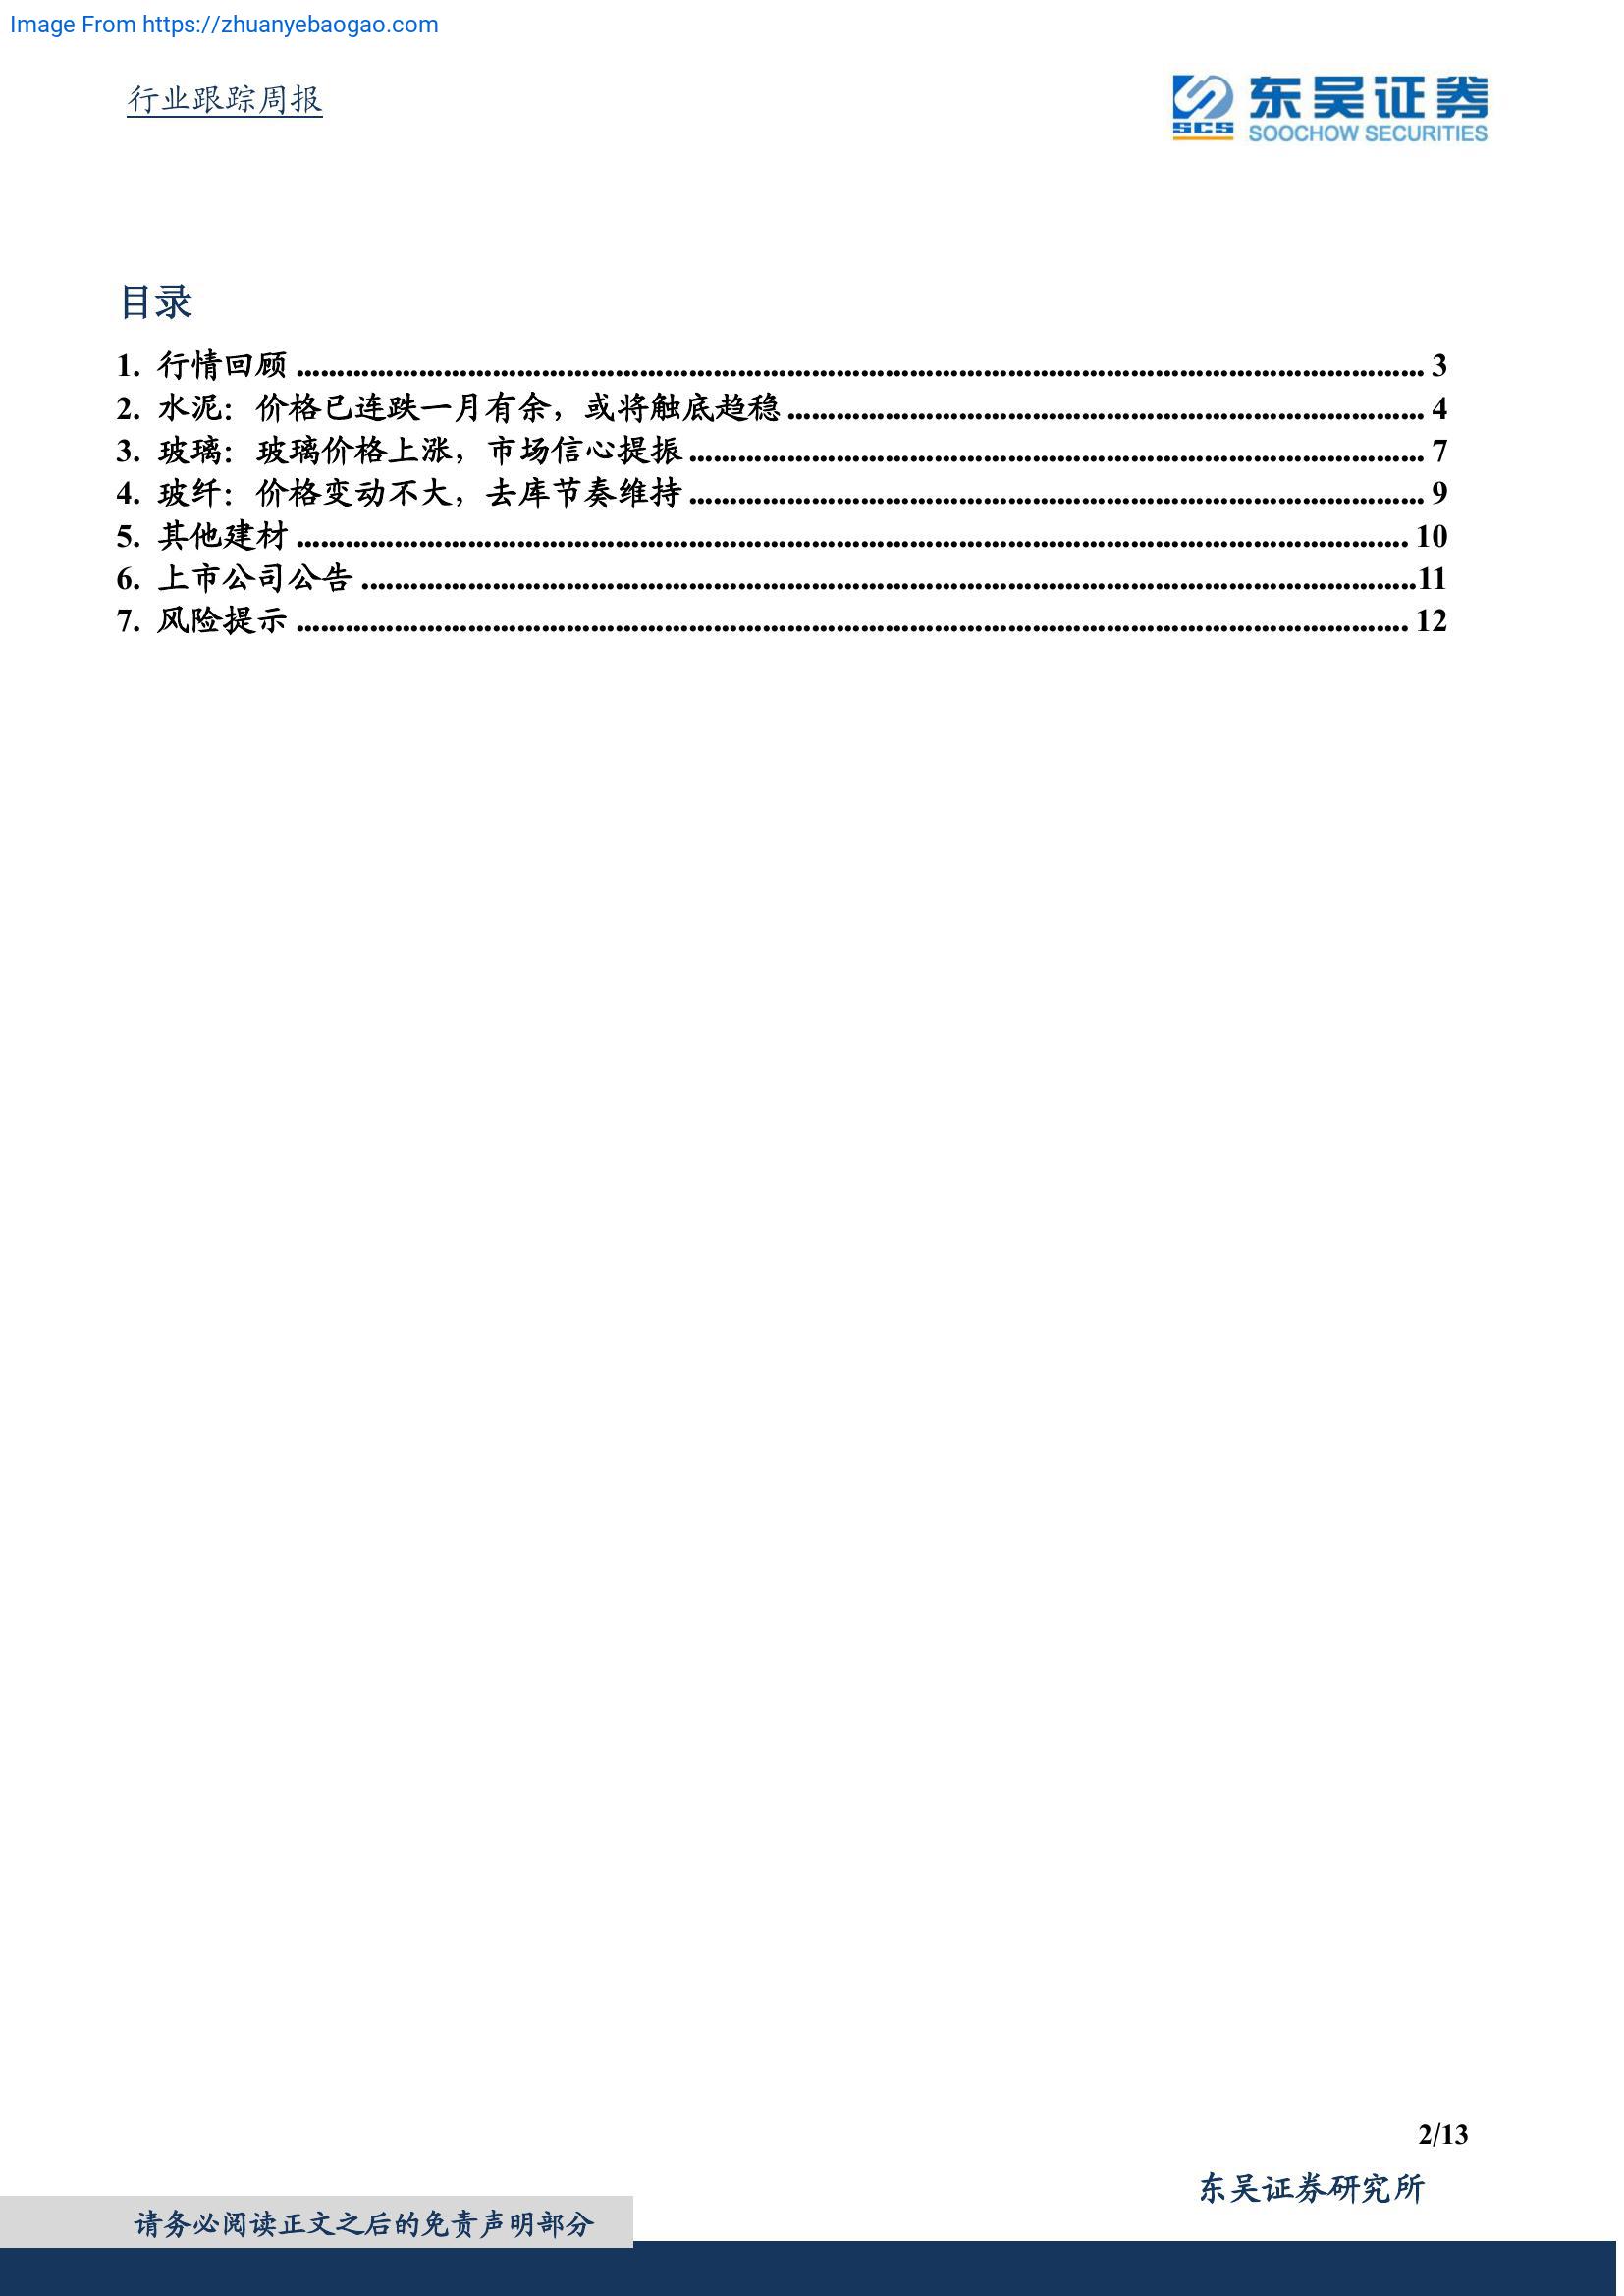 Image From https://zhuanyebaogao.com
行业跟踪周报
东吴证券
SCS
SOOCHOW SECURITIES
目录
1. 行情回顾 ........ 3
2. 水泥：价格已连跌一月有余，或将触底趋稳 ........ 4
3. 玻璃：玻璃价格上涨，市场信心提振 ........ 7
4. 玻纤：价格变动不大，去库节奏维持 ........ 9
5. 其他建材 ........ 10
6. 上市公司公告 ........ 11
7. 风险提示 ........ 12
2/13
东吴证券研究所
请务必阅读正文之后的免责声明部分